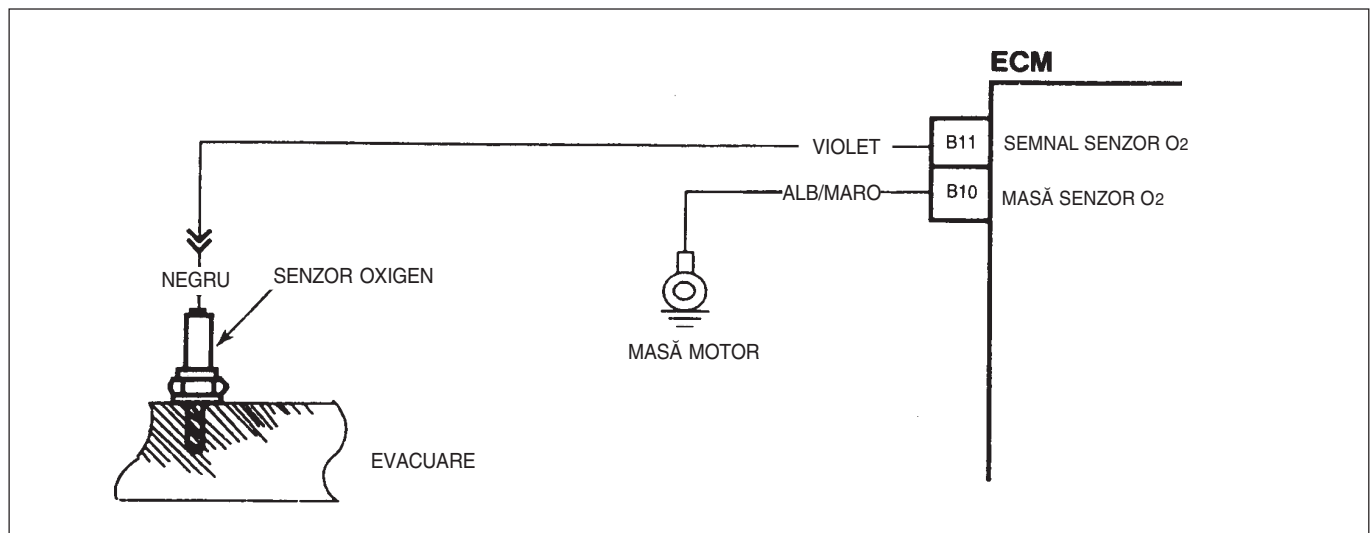 ECM
VIOLET
B11
SEMNAL SENZOR O2
ALB/MARO
B10
MASĂ SENZOR O2
NEGRU
SENZOR OXIGEN
MASĂ MOTOR
EVACUARE